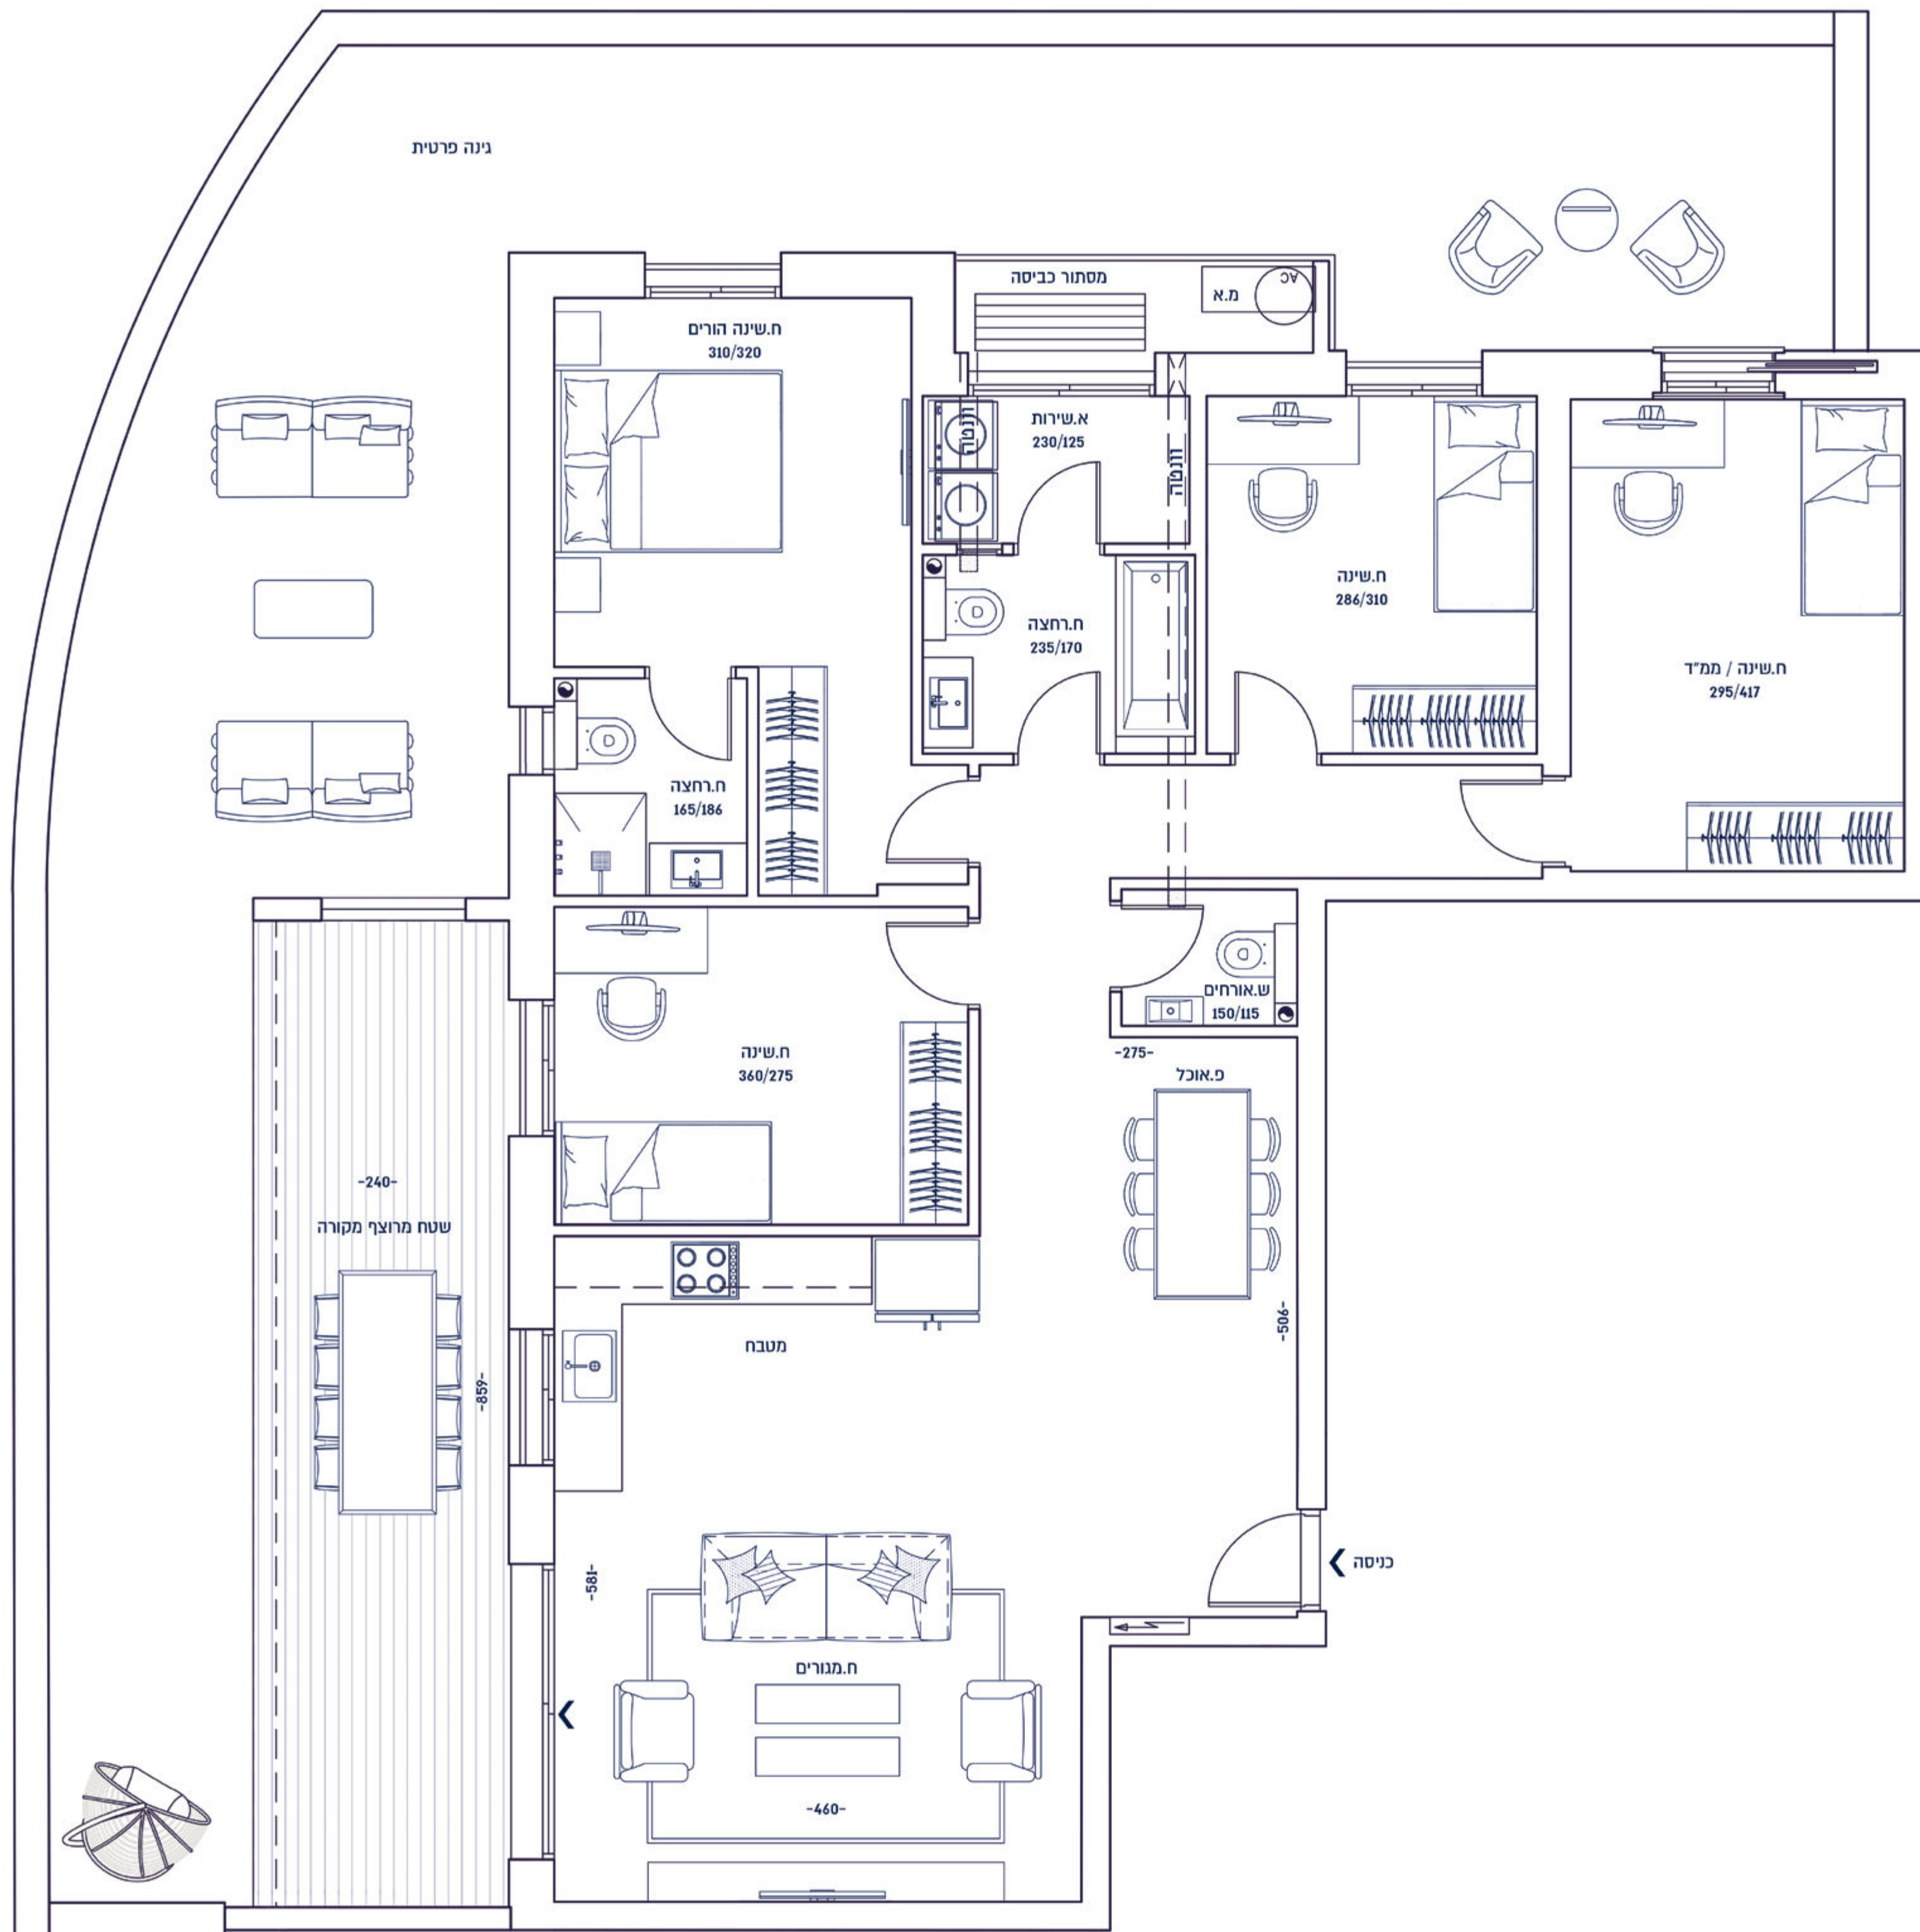 גינה פרטית
מסתור כביסה
מ.א
AC
ח.שינה הורים
310/320
א.שירות
230/125
וונטה
וונטה
ח.שינה
286/310
ח.רחצה
235/170
ח.שינה / ממ״ד
295/417
ח.רחצה
165/186
ש.אורחים
150/115
ח.שינה
360/275
-275-
פ.אוכל
-240-
שטח מרוצף מקורה
-506-
מטבח
-859-
כניסה
-581-
ח.מגורים
-460-